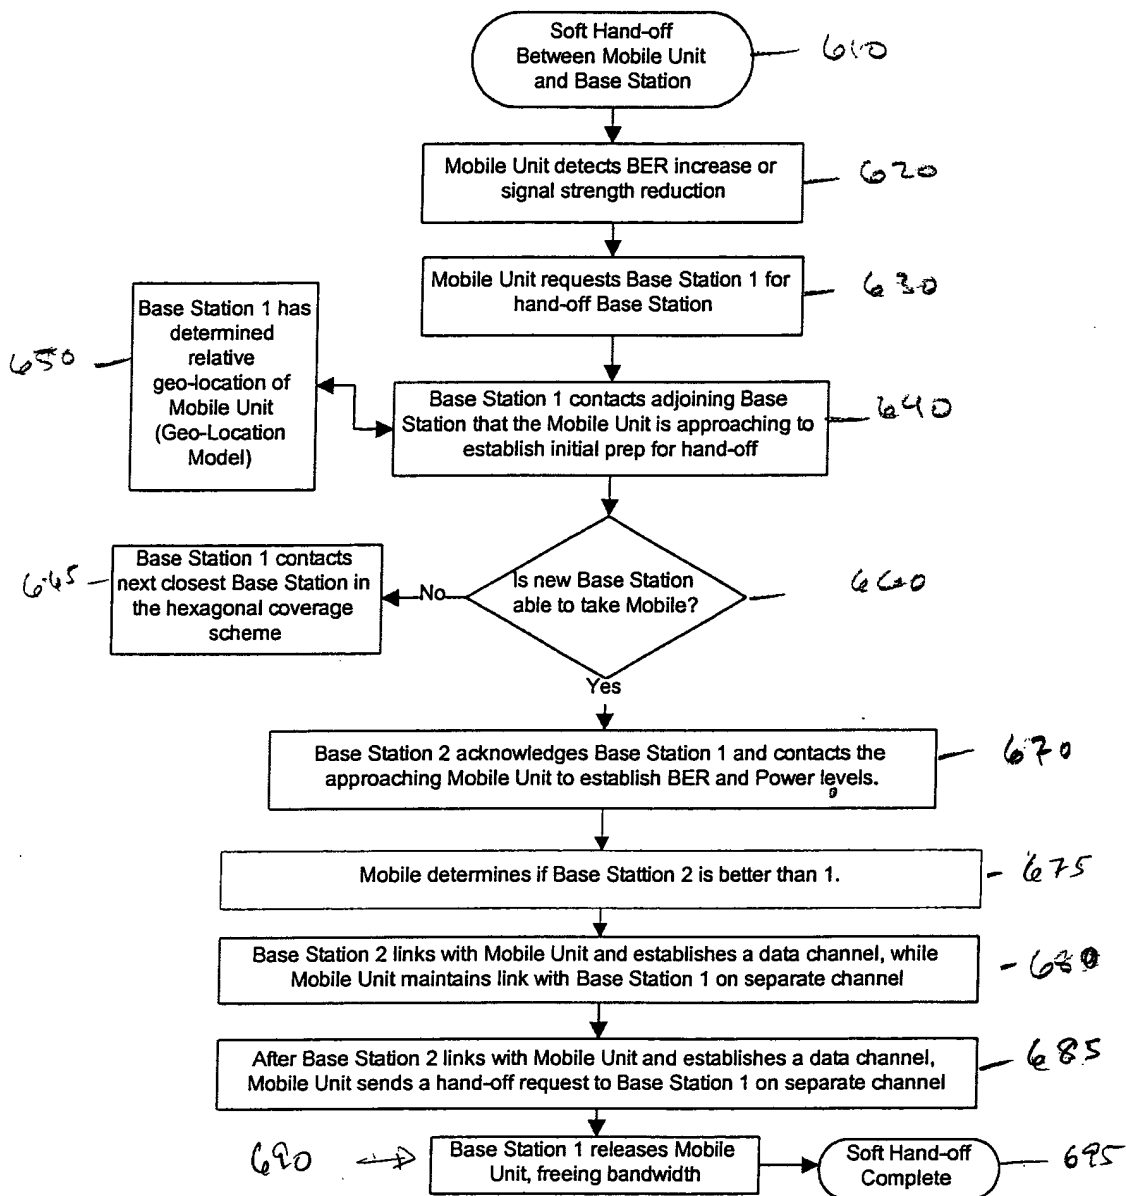 Soft Hand-off
Between Mobile Unit
and Base Station
610
Mobile Unit detects BER increase or
signal strength reduction
620
Mobile Unit requests Base Station 1 for
hand-off Base Station
630
Base Station 1 has
determined
relative
geo-location of
Mobile Unit
(Geo-Location
Model)
650
Base Station 1 contacts adjoining Base
Station that the Mobile Unit is approaching to
establish initial prep for hand-off
640
Base Station 1 contacts
next closest Base Station in
the hexagonal coverage
scheme
645
No
Is new Base Station
able to take Mobile?
660
Yes
Base Station 2 acknowledges Base Station 1 and contacts the
approaching Mobile Unit to establish BER and Power levels.
670
Mobile determines if Base Stattion 2 is better than 1.
675
Base Station 2 links with Mobile Unit and establishes a data channel, while
Mobile Unit maintains link with Base Station 1 on separate channel
680
After Base Station 2 links with Mobile Unit and establishes a data channel,
Mobile Unit sends a hand-off request to Base Station 1 on separate channel
685
690
Base Station 1 releases Mobile
Unit, freeing bandwidth
Soft Hand-off
Complete
695